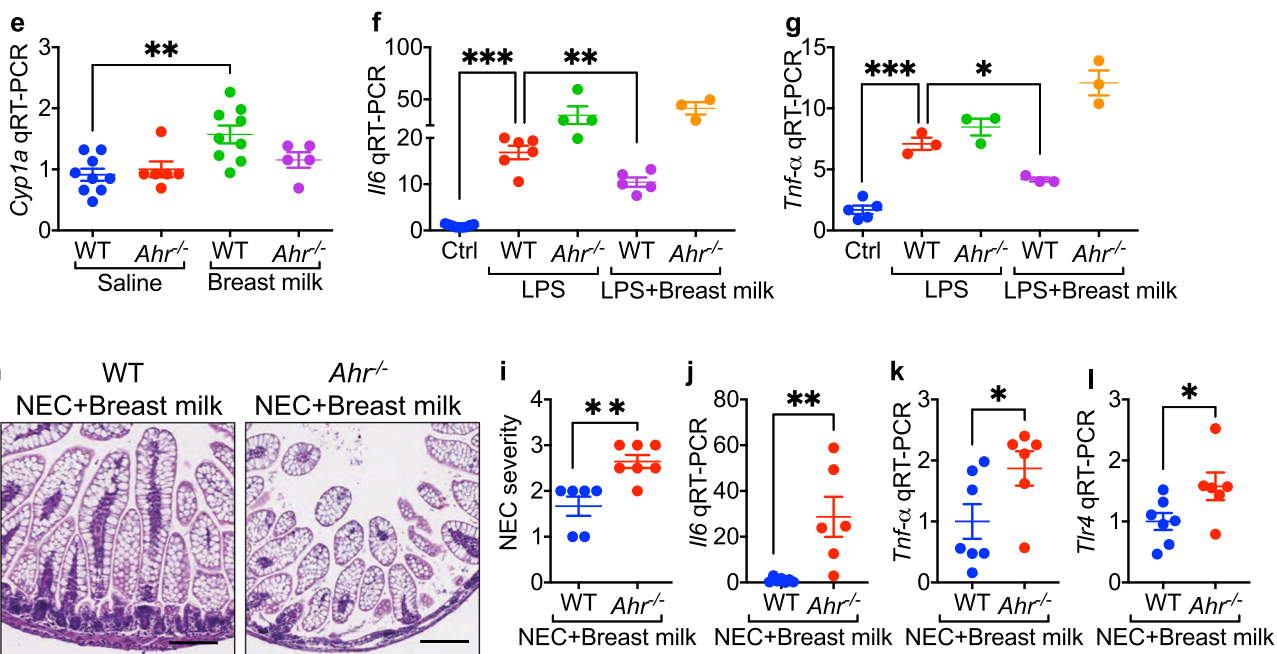 e
Cyp1a qRT-PCR
3
2
1
0
**
WT
Ahr-/-
WT
Ahr-/-
Saline
Breast milk
f
Il6 qRT-PCR
100
50
20
10
0
***
**
Ctrl
WT
Ahr-/-
WT
Ahr-/-
LPS
LPS+Breast milk
g
Tnf-α qRT-PCR
15
10
5
0
***
*
Ctrl
WT
Ahr-/-
WT
Ahr-/-
LPS
LPS+Breast milk
WT
NEC+Breast milk
Ahr-/-
NEC+Breast milk
i
NEC severity
4
3
2
1
0
**
WT
Ahr-/-
NEC+Breast milk
j
Il6 qRT-PCR
80
60
40
20
0
**
WT
Ahr-/-
NEC+Breast milk
k
Tnf-α qRT-PCR
3
2
1
0
*
WT
Ahr-/-
NEC+Breast milk
l
Tlr4 qRT-PCR
3
2
1
0
*
WT
Ahr-/-
NEC+Breast milk